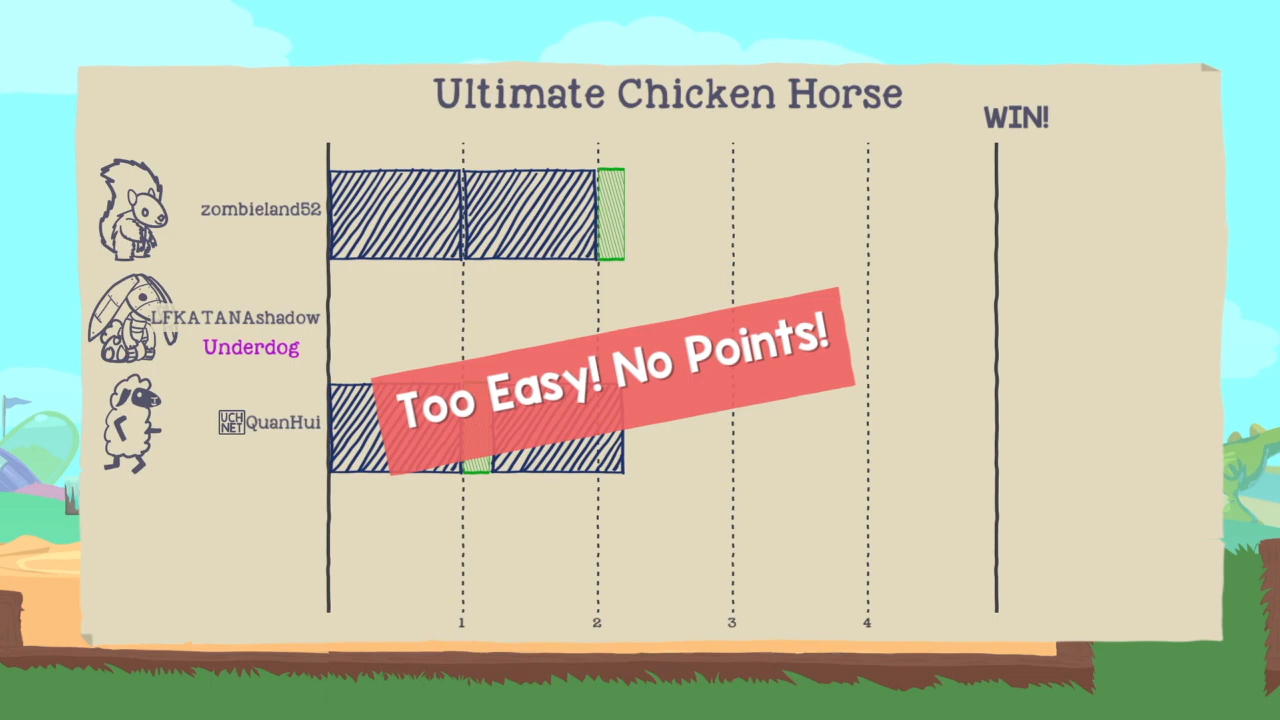 Ultimate Chicken Horse
WIN!
zombieland52
LFKATANAshadow
Underdog
Too Easy! No Points!
UCH
NET
QuanHui
1 2 3 4